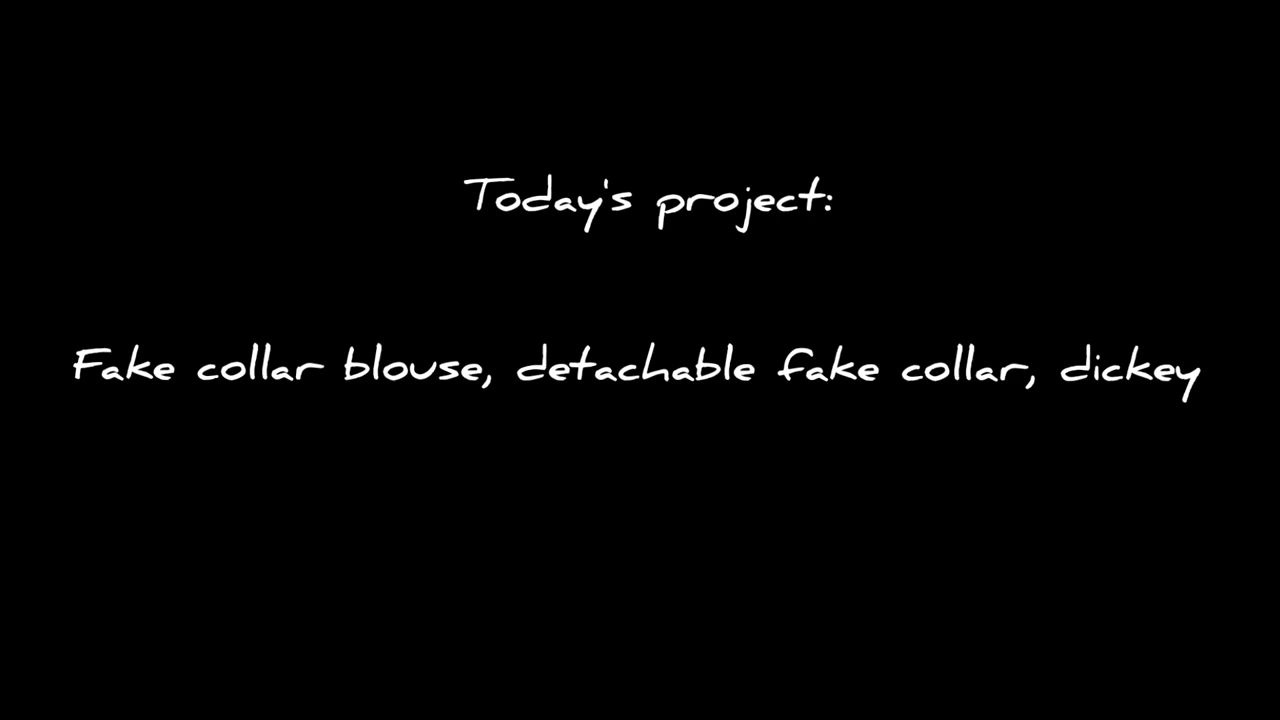 Today's project:
Fake collar blouse, detachable fake collar, dickey